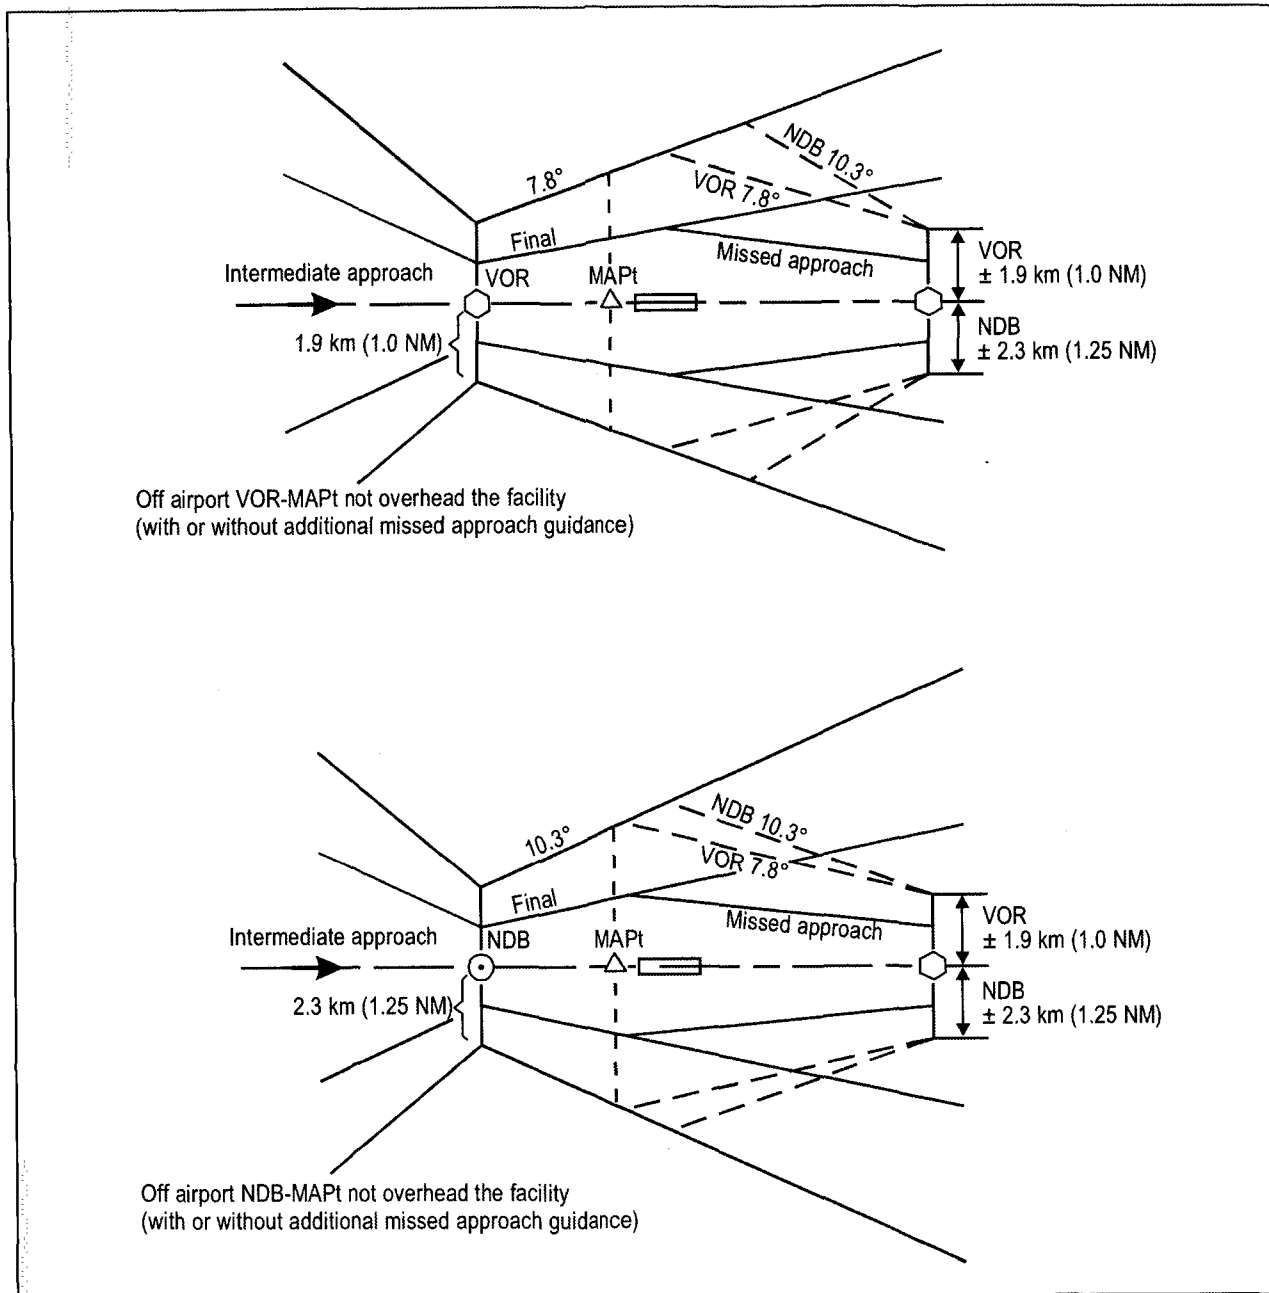 NDB 10.3°
7.8°
VOR 7.8°
Final
Missed approach
VOR
± 1.9 km (1.0 NM)
Intermediate approach
VOR
MAPt
1.9 km (1.0 NM)
NDB
± 2.3 km (1.25 NM)
Off airport VOR-MAPt not overhead the facility
(with or without additional missed approach guidance)
NDB 10.3°
10.3°
VOR 7.8°
Final
Missed approach
VOR
± 1.9 km (1.0 NM)
Intermediate approach
NDB
MAPt
2.3 km (1.25 NM)
NDB
± 2.3 km (1.25 NM)
Off airport NDB-MAPt not overhead the facility
(with or without additional missed approach guidance)